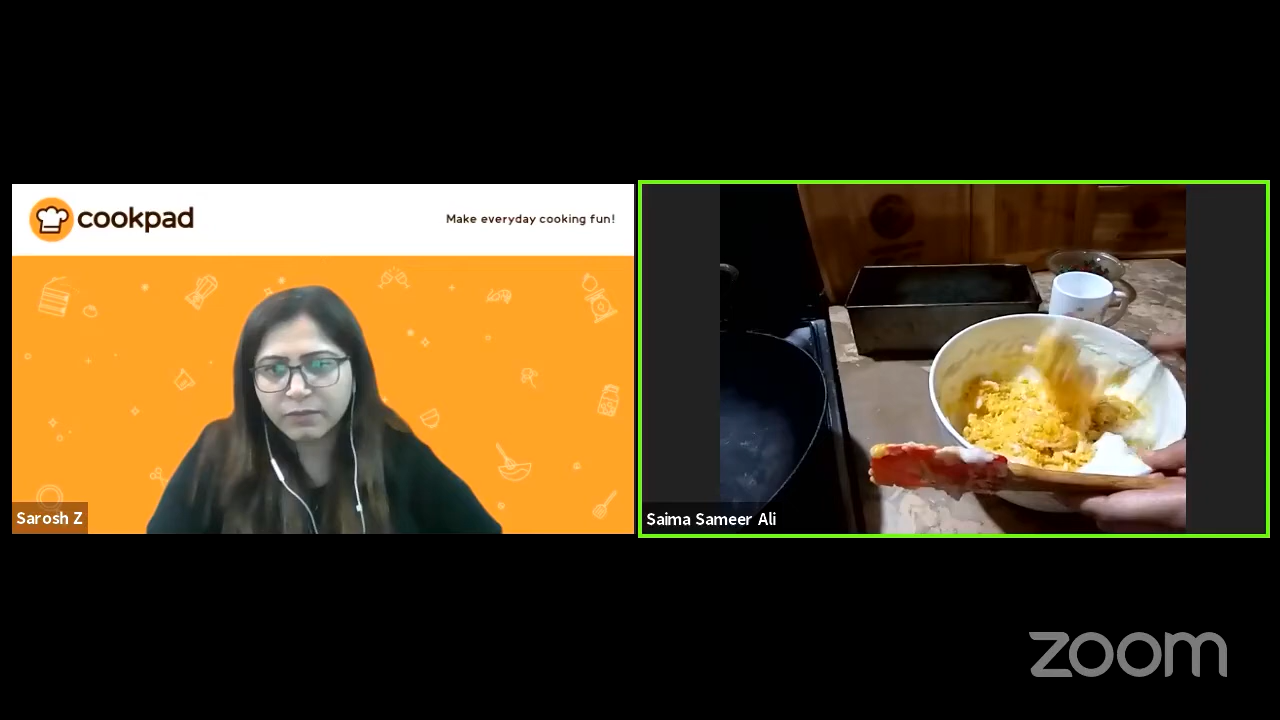 cookpad
Make everyday cooking fun!
Sarosh Z
Saima Sameer Ali
zoom